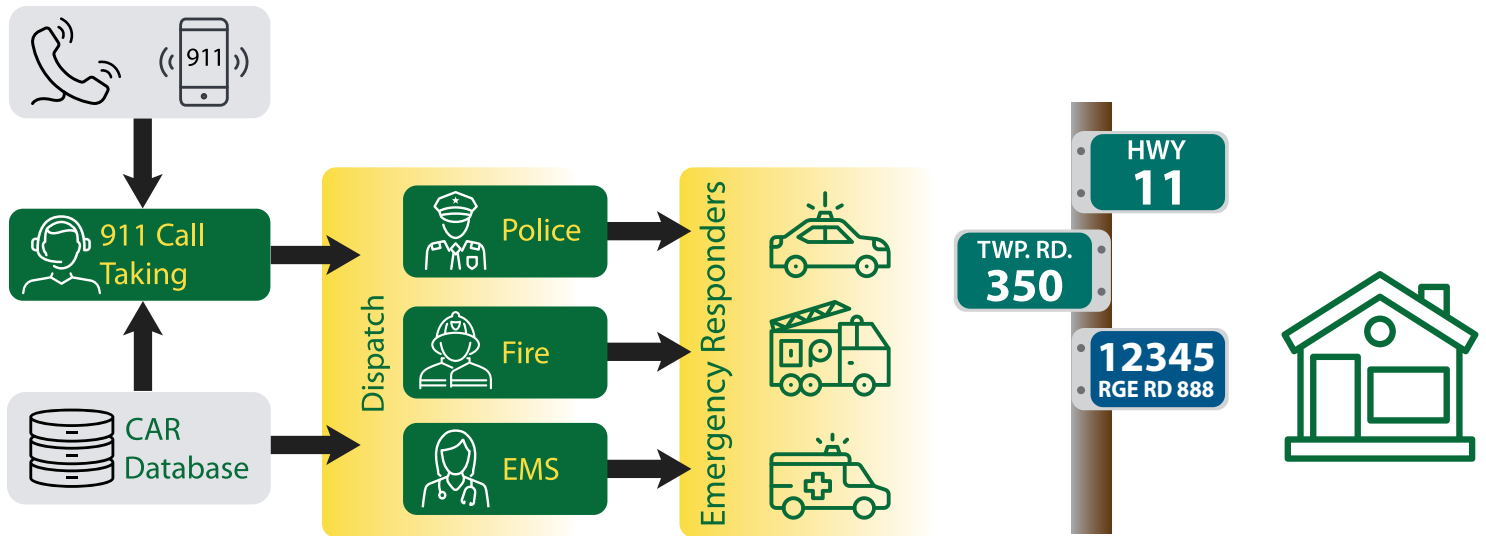 911
911 Call
Taking
CAR
Database
Dispatch
Police
Fire
EMS
Emergency Responders
HWY
11
TWP. RD.
350
12345
RGE RD 888